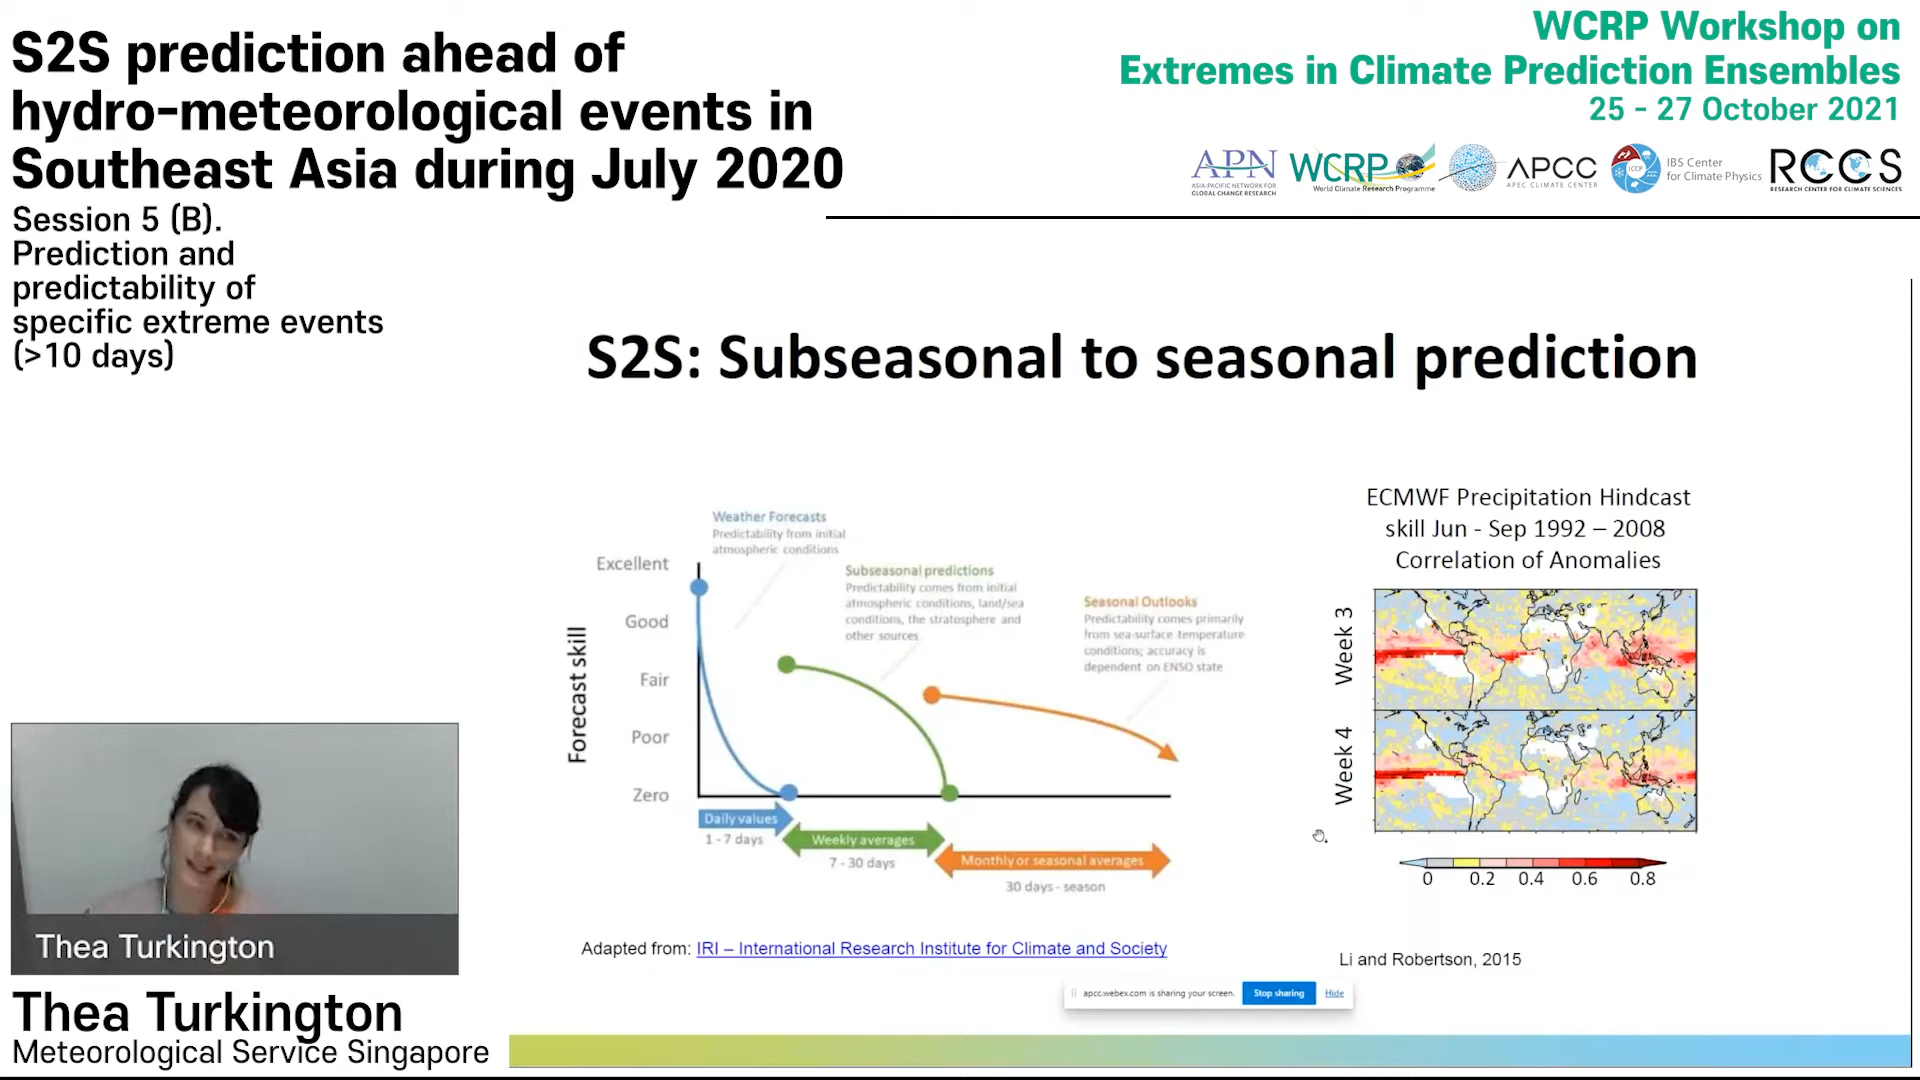 S2S prediction ahead of
hydro-meteorological events in
Southeast Asia during July 2020
Session 5 (B).
Prediction and
predictability of
specific extreme events
(>10 days)
WCRP Workshop on
Extremes in Climate Prediction Ensembles
25 - 27 October 2021
APN
ASIA-PACIFIC NETWORK FOR
GLOBAL CHANGE RESEARCH
WCRP
World Climate Research Programme
APCC
APEC CLIMATE CENTER
ICCP
IBS Center
for Climate Physics
RCCS
RESEARCH CENTER FOR CLIMATE SCIENCES
S2S: Subseasonal to seasonal prediction
Weather Forecasts
Predictability from initial
atmospheric conditions
Subseasonal predictions
Predictability comes from initial
atmospheric conditions, land/sea
conditions, the stratosphere and
other sources
Seasonal Outlooks
Predictability comes primarily
from sea-surface temperature
conditions; accuracy is
dependent on ENSO state
Forecast skill
Excellent
Good
Fair
Poor
Zero
Daily values
1 - 7 days
Weekly averages
7 - 30 days
Monthly or seasonal averages
30 days - season
Adapted from: IRI – International Research Institute for Climate and Society
ECMWF Precipitation Hindcast
skill Jun - Sep 1992 – 2008
Correlation of Anomalies
Week 3
Week 4
0 0.2 0.4 0.6 0.8
Li and Robertson, 2015
apcc.webex.com is sharing your screen. Stop sharing Hide
Thea Turkington
Thea Turkington
Meteorological Service Singapore